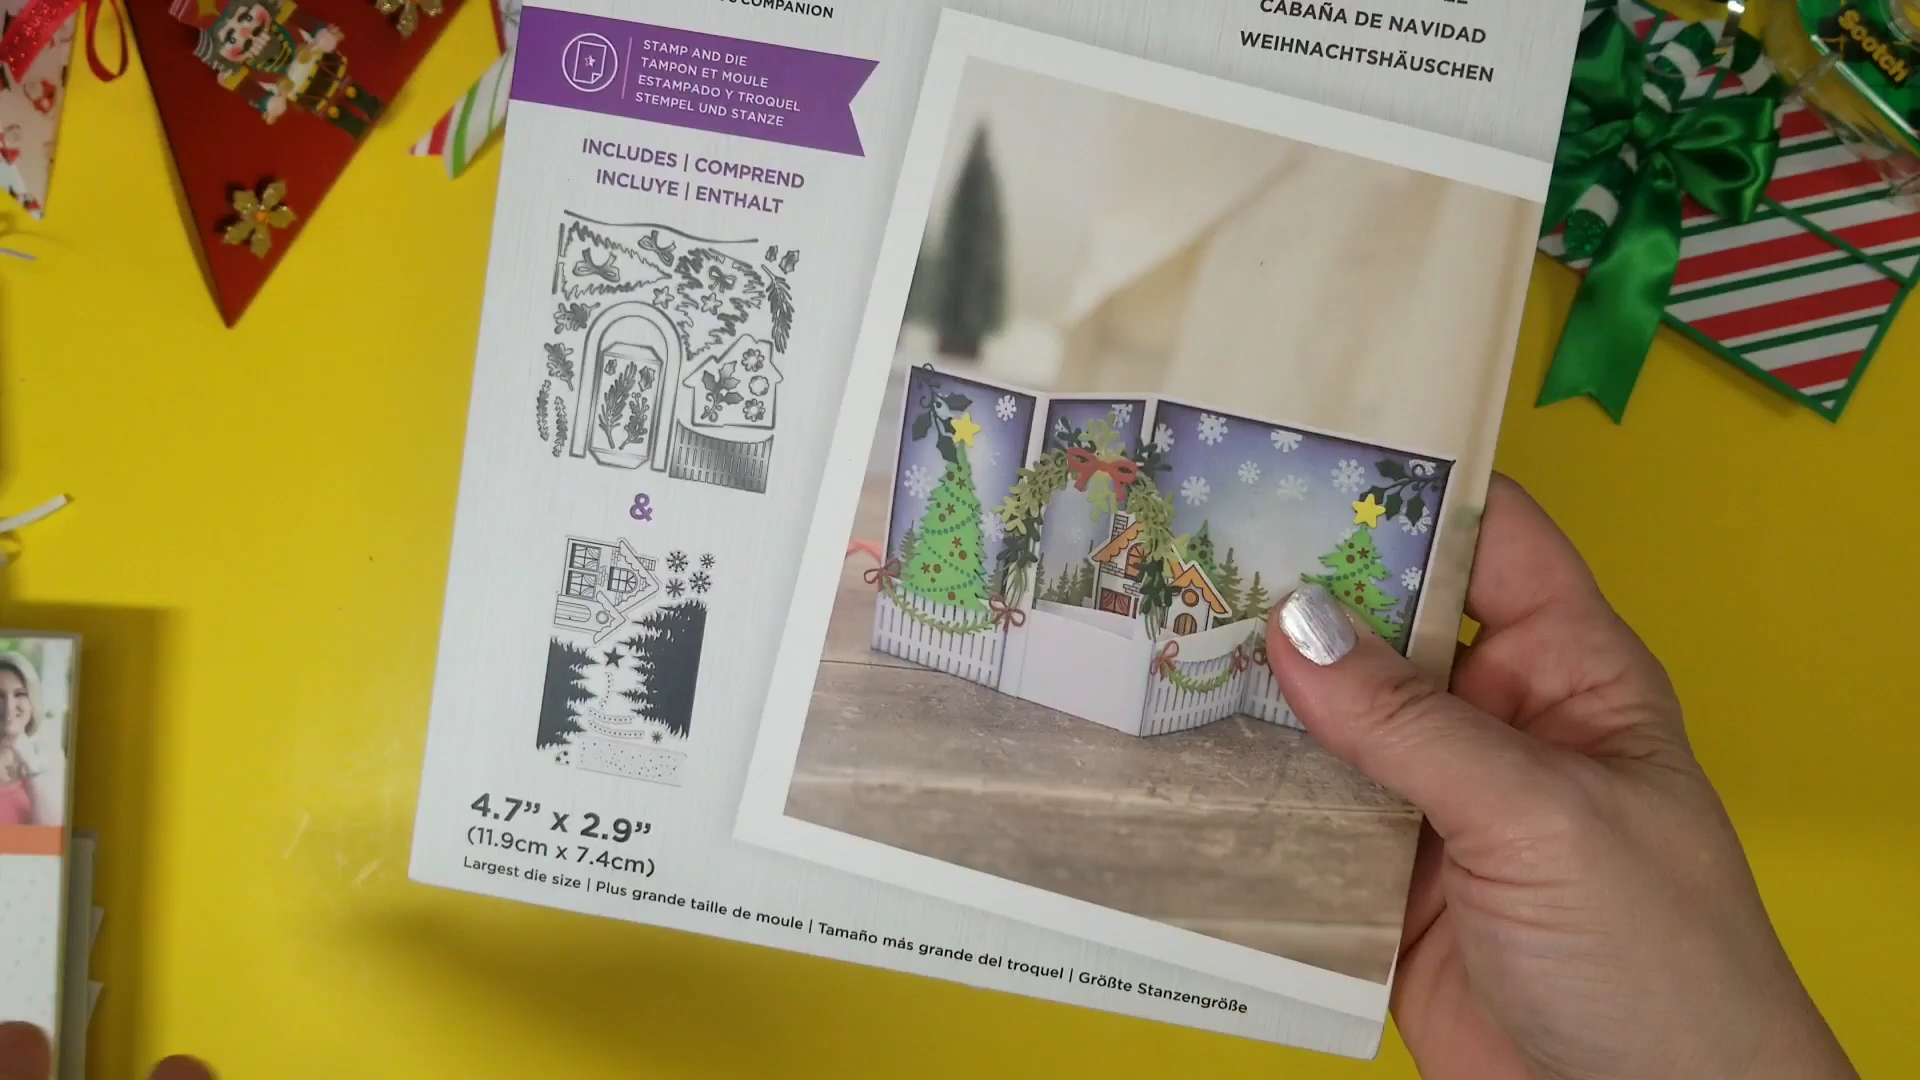 COMPANION
CABAÑA DE NAVIDAD
WEIHNACHTSHÄUSCHEN
STAMP AND DIE
TAMPON ET MOULE
ESTAMPADO Y TROQUEL
STEMPEL UND STANZE
INCLUDES | COMPREND
INCLUYE | ENTHALT
&
4.7” x 2.9”
(11.9cm x 7.4cm)
Largest die size | Plus grande taille de moule | Tamaño más grande del troquel | Größte Stanzengröße
Scotch